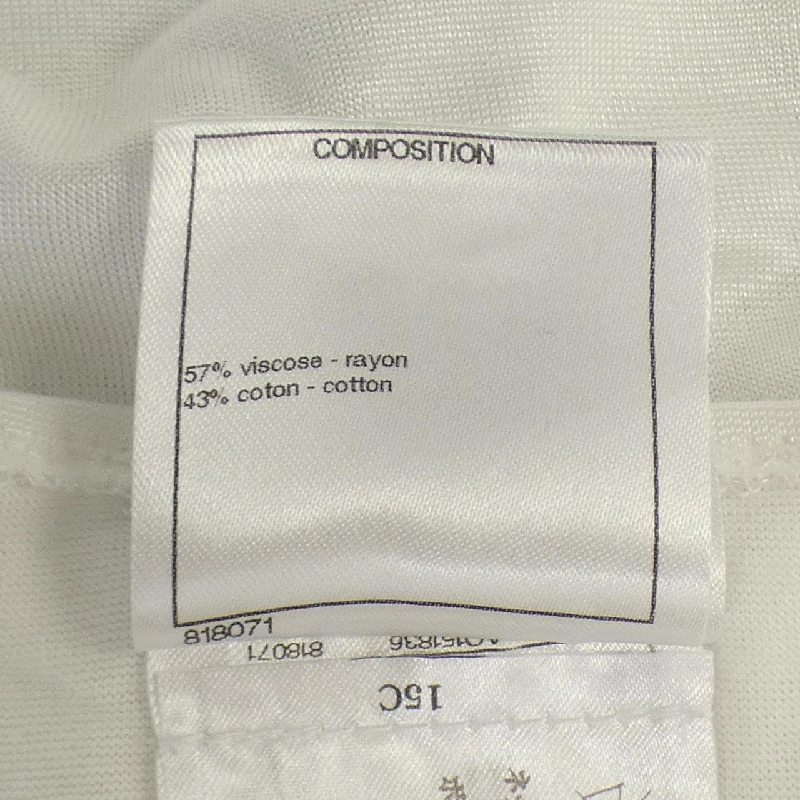 COMPOSITION
57% viscose - rayon
43% coton - cotton
818071
818071
15C